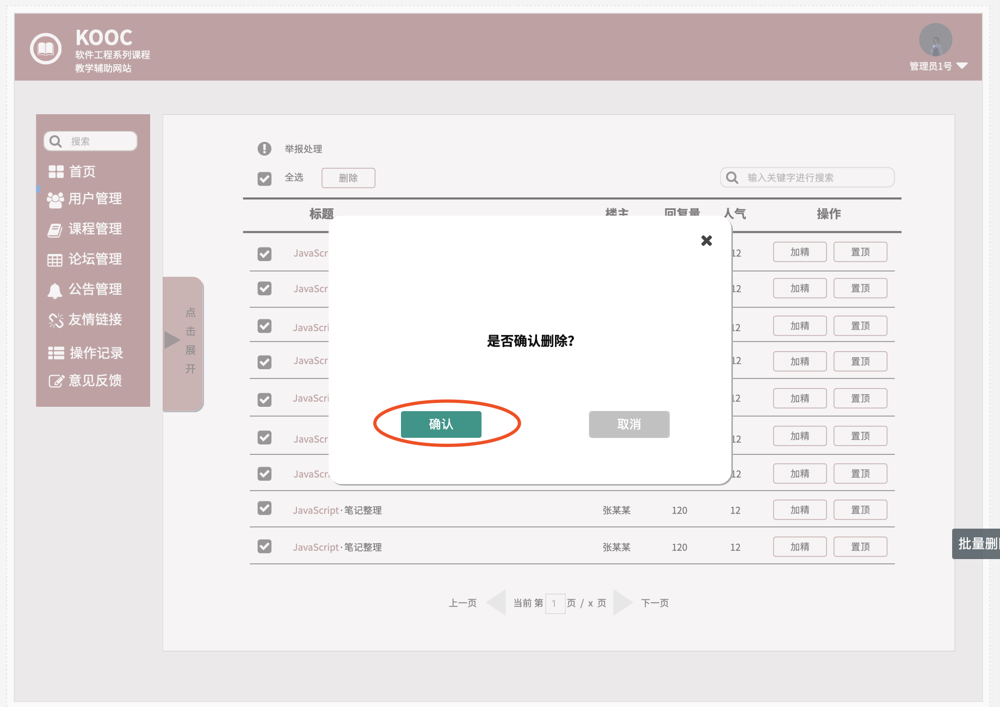 KOOC
软件工程系列课程
教学辅助网站
管理员1号
搜索
首页
用户管理
课程管理
论坛管理
公告管理
友情链接
操作记录
意见反馈
点
击
展
开
举报处理
全选
删除
输入关键字进行搜索
标题 楼主 回复量 人气 操作
JavaScr 12 加精 置顶
JavaScr 12 加精 置顶
JavaScri 12 加精 置顶
JavaScr 12 加精 置顶
JavaScri 12 加精 置顶
JavaScr 12 加精 置顶
JavaScri 12 加精 置顶
JavaScript·笔记整理 张某某 120 12 加精 置顶
JavaScript·笔记整理 张某某 120 12 加精 置顶
是否确认删除?
确认
取消
批量删
上一页 当前 第 1 页 / x 页 下一页